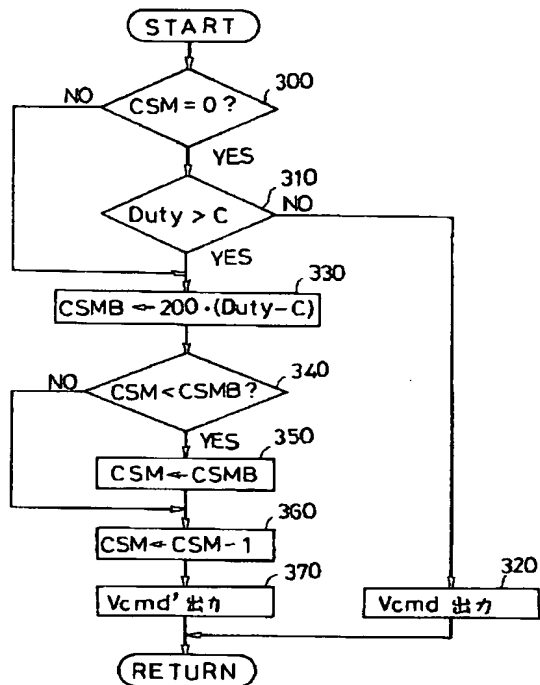 START
300
NO
CSM=0?
YES
310
NO
Duty > C
YES
330
CSMB ← 200・(Duty-C)
340
NO
CSM<CSMB?
YES
350
CSM←CSMB
360
CSM←CSM-1
370
Vcmd' 出力
320
Vcmd 出力
RETURN